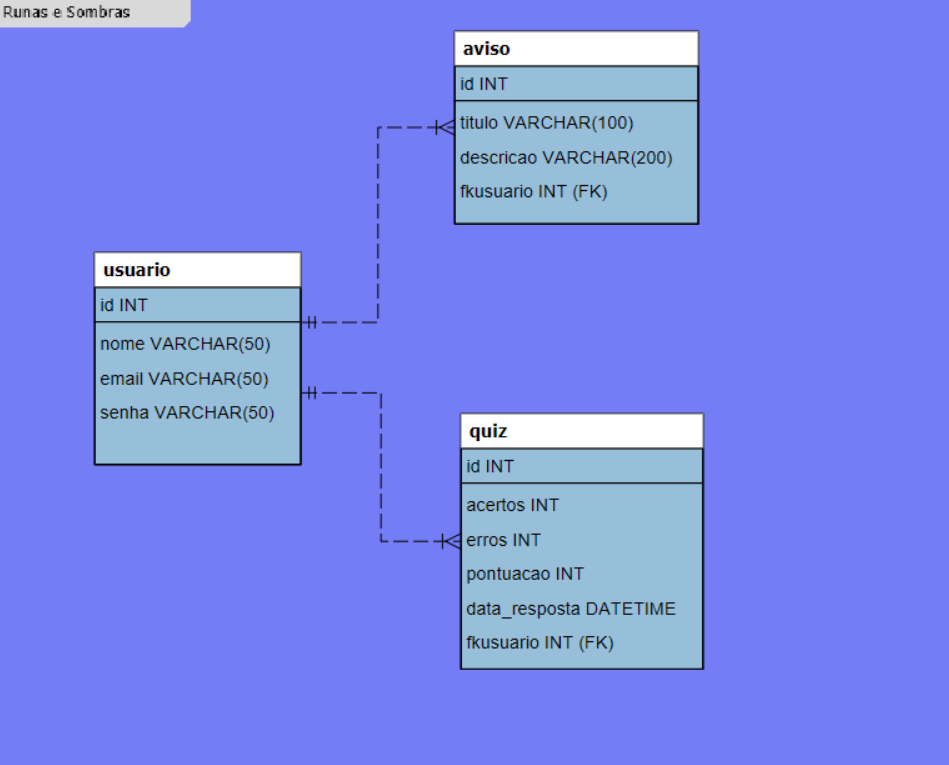 Runas e Sombras
aviso
id INT
titulo VARCHAR(100)
descricao VARCHAR(200)
fkusuario INT (FK)
usuario
id INT
nome VARCHAR(50)
email VARCHAR(50)
senha VARCHAR(50)
quiz
id INT
acertos INT
erros INT
pontuacao INT
data_resposta DATETIME
fkusuario INT (FK)